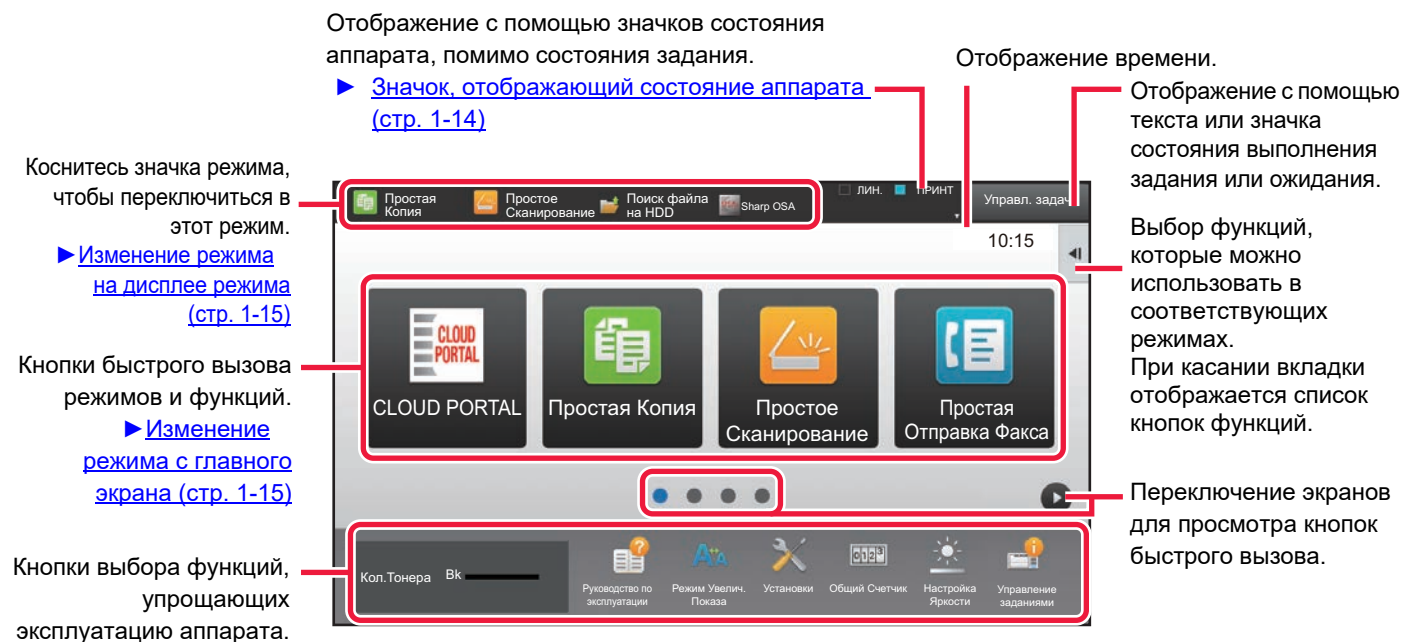 Отображение с помощью значков состояния
аппарата, помимо состояния задания.
► Значок, отображающий состояние аппарата
(стр. 1-14)
Отображение времени.
Отображение с помощью
текста или значка
состояния выполнения
задания или ожидания.
Коснитесь значка режима,
чтобы переключиться в
этот режим.
►Изменение режима
на дисплее режима
(стр. 1-15)
Кнопки быстрого вызова
режимов и функций.
►Изменение
режима с главного
экрана (стр. 1-15)
Кнопки выбора функций,
упрощающих
эксплуатацию аппарата.
Простая
Копия
Простое
Сканирование
Поиск файла
на HDD
Sharp OSA
ЛИН.
ПРИНТ
Управл. задач
10:15
CLOUD
PORTAL
CLOUD PORTAL
Простая Копия
Простое
Сканирование
Простая
Отправка Факса
Кол.Тонера
Bk
Руководство по
эксплуатации
Режим Увелич.
Показа
Установки
Общий Счетчик
Настройка
Яркости
Управление
заданиями
Выбор функций,
которые можно
использовать в
соответствующих
режимах.
При касании вкладки
отображается список
кнопок функций.
Переключение экранов
для просмотра кнопок
быстрого вызова.